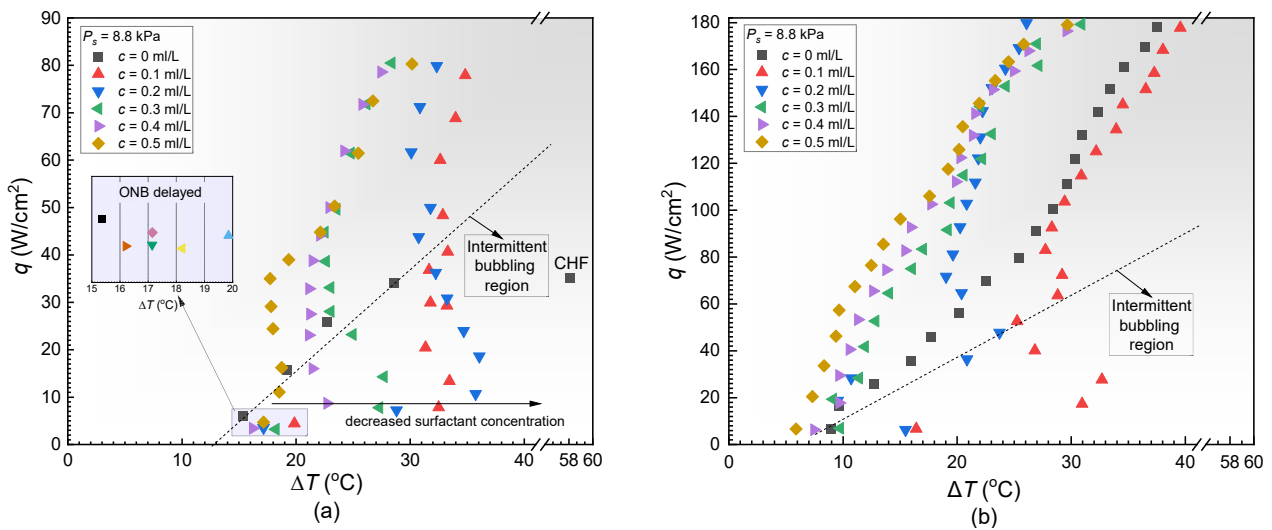 90
80
70
60
50
40
30
20
10
0
q (W/cm²)
Pₛ = 8.8 kPa
c = 0 ml/L
c = 0.1 ml/L
c = 0.2 ml/L
c = 0.3 ml/L
c = 0.4 ml/L
c = 0.5 ml/L
ONB delayed
15 16 17 18 19 20
ΔT (°C)
Intermittent
bubbling
region
CHF
decreased surfactant concentration
0 10 20 30 40 58 60
ΔT (°C)
(a)
180
160
140
120
100
80
60
40
20
0
q (W/cm²)
Pₛ = 8.8 kPa
c = 0 ml/L
c = 0.1 ml/L
c = 0.2 ml/L
c = 0.3 ml/L
c = 0.4 ml/L
c = 0.5 ml/L
Intermittent
bubbling
region
0 10 20 30 40 58 60
ΔT (°C)
(b)